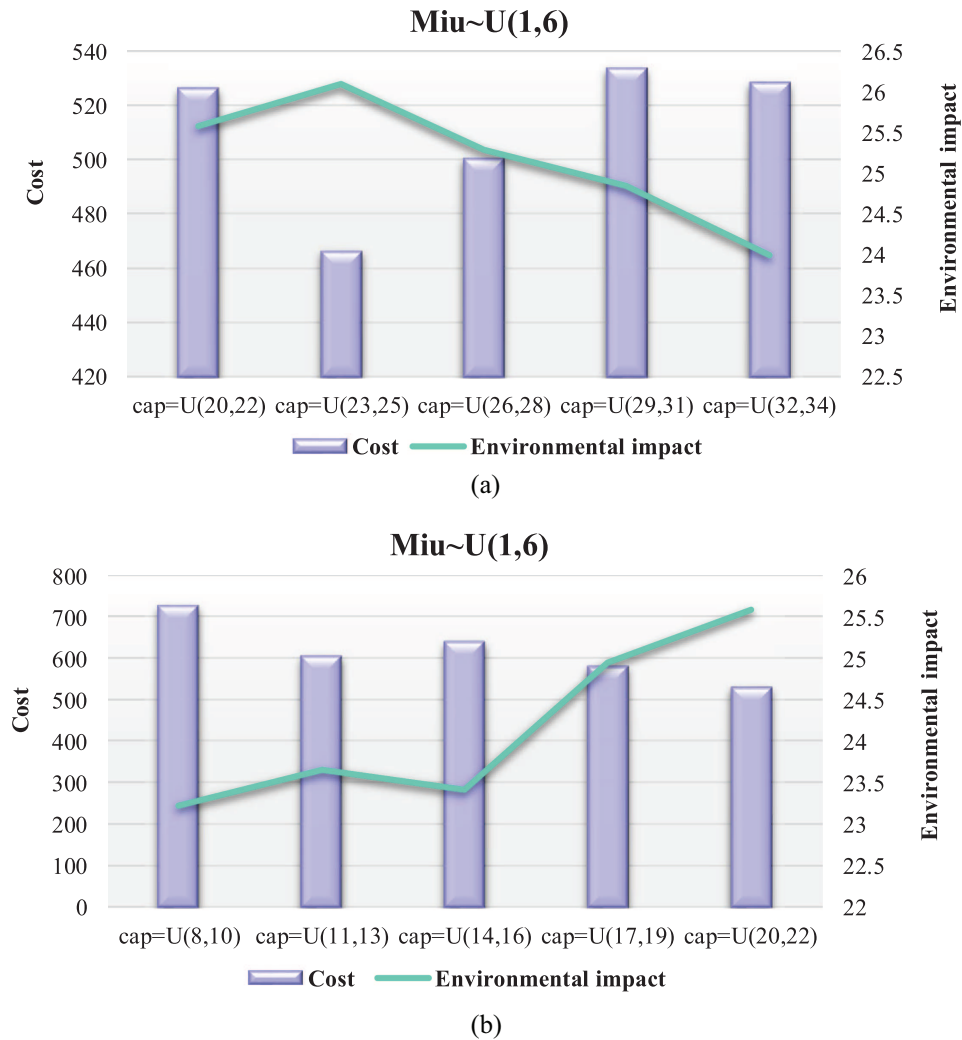 Miu~U(1,6)
540
520
500
480
460
440
420
Cost
26.5
26
25.5
25
24.5
24
23.5
23
22.5
Environmental impact
cap=U(20,22) cap=U(23,25) cap=U(26,28) cap=U(29,31) cap=U(32,34)
Cost Environmental impact
(a)
Miu~U(1,6)
800
700
600
500
400
300
200
100
0
Cost
26
25.5
25
24.5
24
23.5
23
22.5
22
Environmental impact
cap=U(8,10) cap=U(11,13) cap=U(14,16) cap=U(17,19) cap=U(20,22)
Cost Environmental impact
(b)